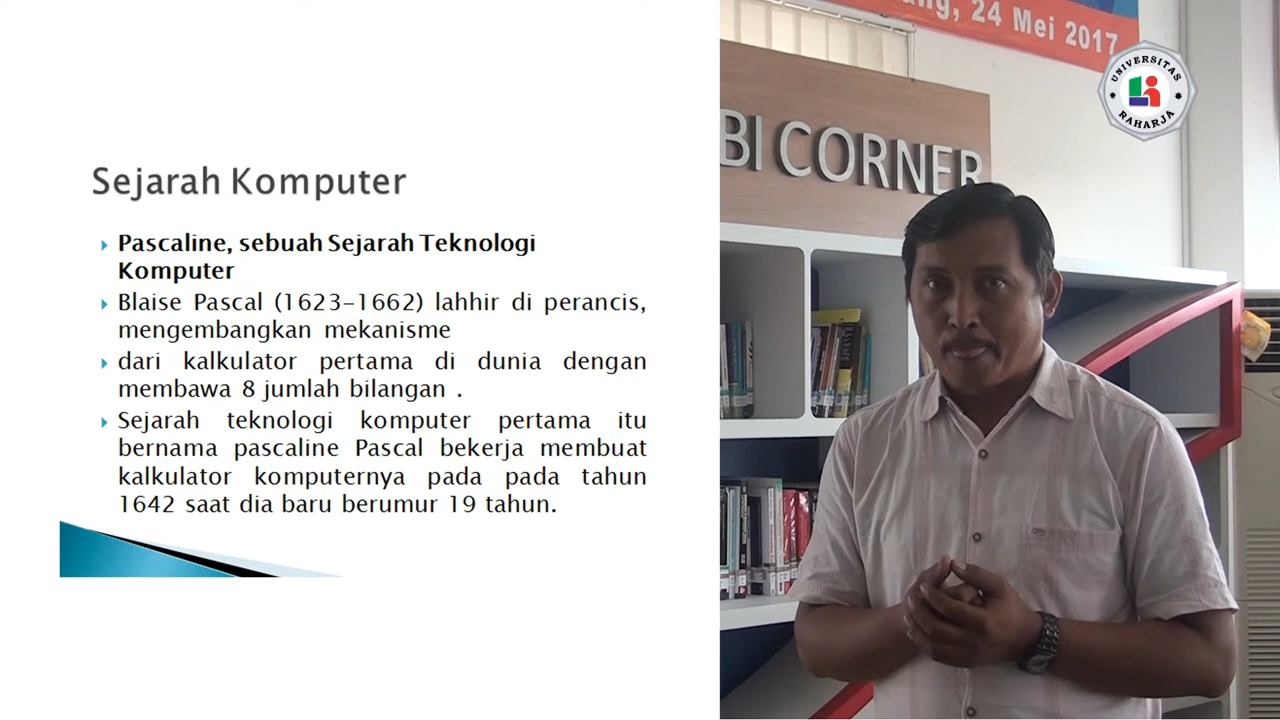 Sejarah Komputer
Pascaline, sebuah Sejarah Teknologi
Komputer
Blaise Pascal (1623-1662) lahhir di perancis,
mengembangkan mekanisme
dari kalkulator pertama di dunia dengan
membawa 8 jumlah bilangan .
Sejarah teknologi komputer pertama itu
bernama pascaline Pascal bekerja membuat
kalkulator komputernya pada pada tahun
1642 saat dia baru berumur 19 tahun.
24 Mei 2017
UNIVERSITAS
RAHARJA
BI CORNER